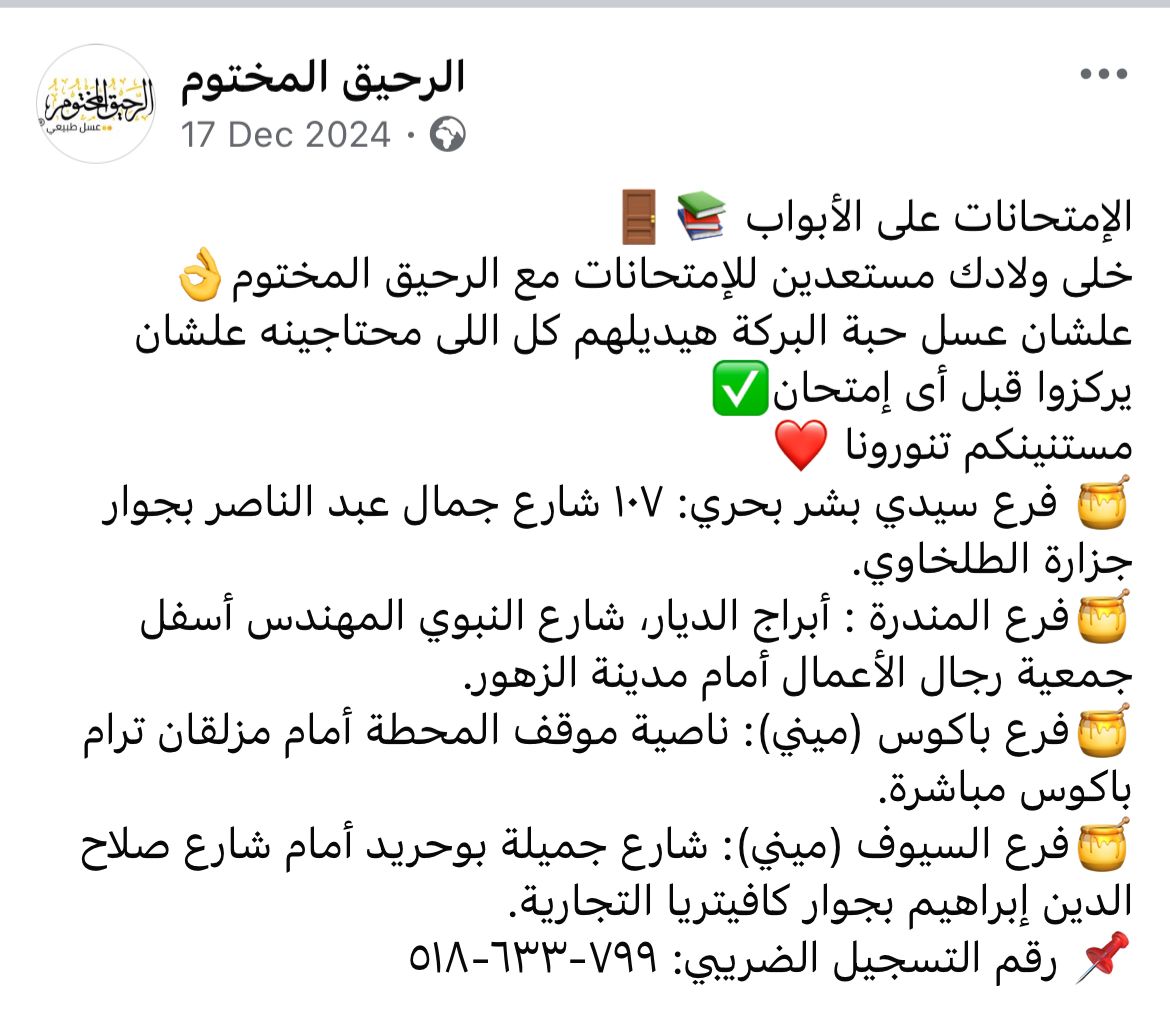 الرحيق المختوم
الرحيق المختوم
عسل طبيعي
17 Dec 2024 ·
الإمتحانات على الأبواب 📚 🚪
خلى ولادك مستعدين للإمتحانات مع الرحيق المختوم👌
علشان عسل حبة البركة هيديلهم كل اللى محتاجينه علشان
يركزوا قبل أى إمتحان✅
مستنينكم تنورونا ❤️
🍯 فرع سيدي بشر بحري: ١٠٧ شارع جمال عبد الناصر بجوار
جزارة الطلخاوي.
🍯فرع المندرة : أبراج الديار، شارع النبوي المهندس أسفل
جمعية رجال الأعمال أمام مدينة الزهور.
🍯فرع باكوس (ميني): ناصية موقف المحطة أمام مزلقان ترام
باكوس مباشرة.
🍯فرع السيوف (ميني): شارع جميلة بوحريد أمام شارع صلاح
الدين إبراهيم بجوار كافيتريا التجارية.
📌 رقم التسجيل الضريبي: ٧٩٩-٦٣٣-٥١٨